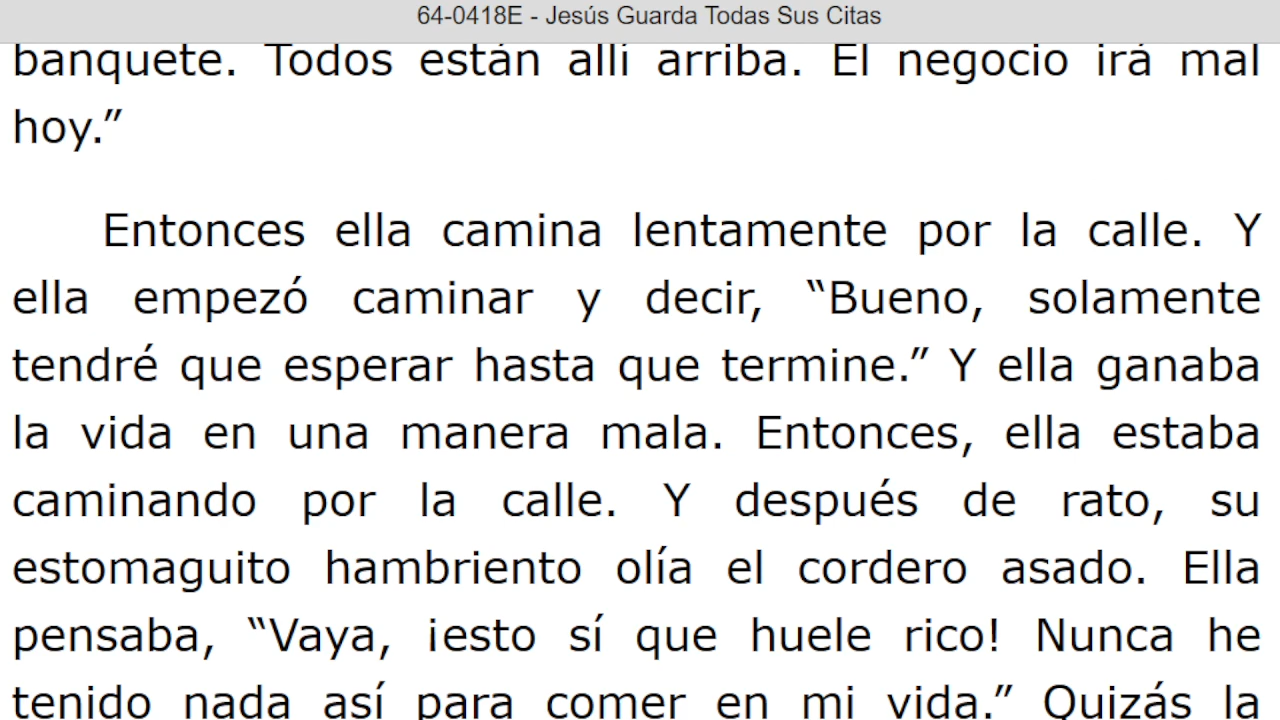 64-0418E - Jesús Guarda Todas Sus Citas
banquete. Todos están allí arriba. El negocio irá mal
hoy.”
Entonces ella camina lentamente por la calle. Y
ella empezó caminar y decir, “Bueno, solamente
tendré que esperar hasta que termine.” Y ella ganaba
la vida en una manera mala. Entonces, ella estaba
caminando por la calle. Y después de rato, su
estomaguito hambriento olía el cordero asado. Ella
pensaba, “Vaya, ¡esto sí que huele rico! Nunca he
tenido nada así para comer en mi vida.” Quizás la